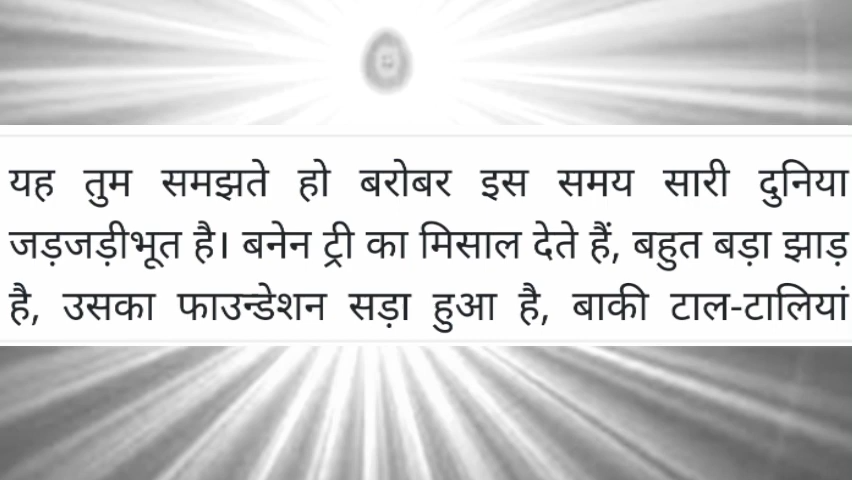 यह तुम समझते हो बरोबर इस समय सारी दुनिया
जड़जड़ीभूत है। बनेन ट्री का मिसाल देते हैं, बहुत बड़ा झाड़
है, उसका फाउन्डेशन सड़ा हुआ है, बाकी टाल-टालियां